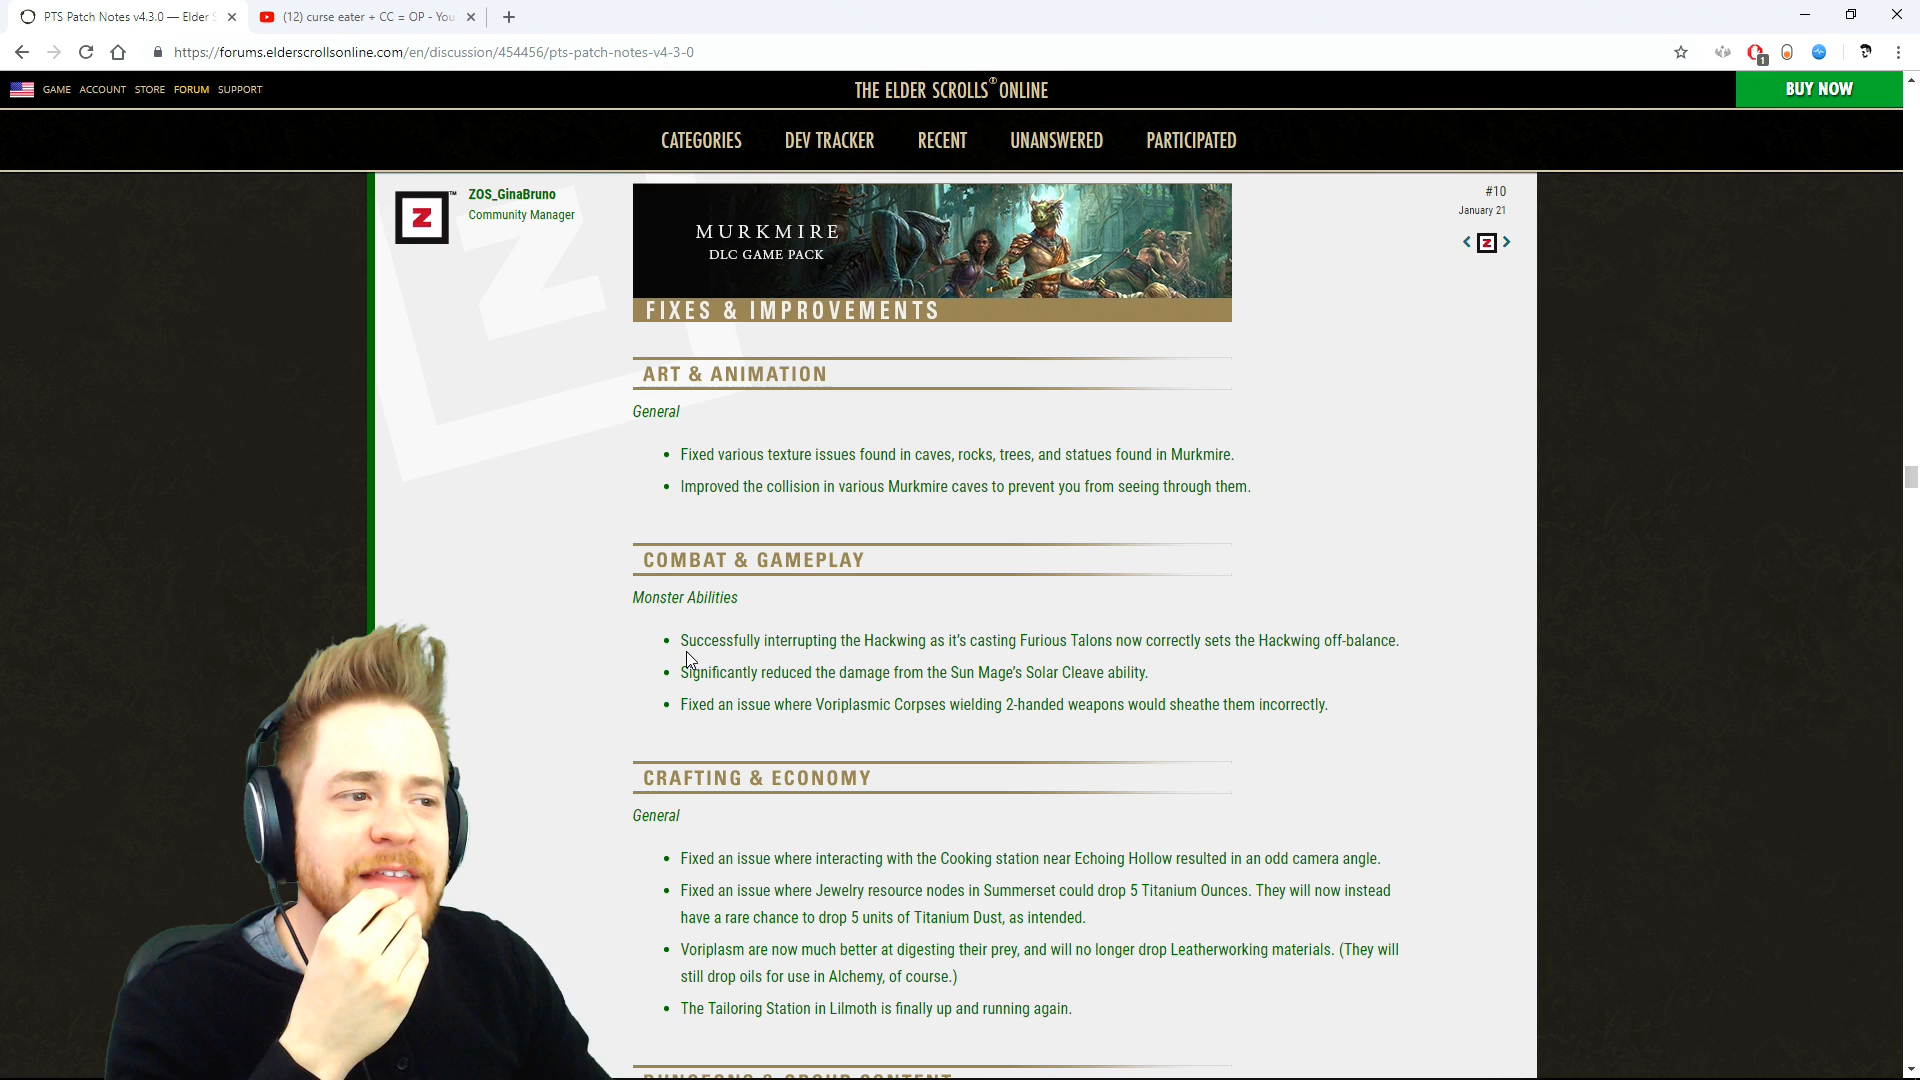 PTS Patch Notes v4.3.0 — Elder S
(12) curse eater + CC = OP - You
https://forums.elderscrollsonline.com/en/discussion/454456/pts-patch-notes-v4-3-0
1
GAME ACCOUNT STORE FORUM SUPPORT
THE ELDER SCROLLS ONLINE
BUY NOW
CATEGORIES DEV TRACKER RECENT UNANSWERED PARTICIPATED
Z™
ZOS_GinaBruno
Community Manager
#10
January 21
Z
MURKMIRE
DLC GAME PACK
FIXES & IMPROVEMENTS
ART & ANIMATION
General
• Fixed various texture issues found in caves, rocks, trees, and statues found in Murkmire.
• Improved the collision in various Murkmire caves to prevent you from seeing through them.
COMBAT & GAMEPLAY
Monster Abilities
• Successfully interrupting the Hackwing as it's casting Furious Talons now correctly sets the Hackwing off-balance.
• Significantly reduced the damage from the Sun Mage's Solar Cleave ability.
• Fixed an issue where Voriplasmic Corpses wielding 2-handed weapons would sheathe them incorrectly.
CRAFTING & ECONOMY
General
• Fixed an issue where interacting with the Cooking station near Echoing Hollow resulted in an odd camera angle.
• Fixed an issue where Jewelry resource nodes in Summerset could drop 5 Titanium Ounces. They will now instead
have a rare chance to drop 5 units of Titanium Dust, as intended.
• Voriplasm are now much better at digesting their prey, and will no longer drop Leatherworking materials. (They will
still drop oils for use in Alchemy, of course.)
• The Tailoring Station in Lilmoth is finally up and running again.
DUNGEONS & GROUP CONTENT